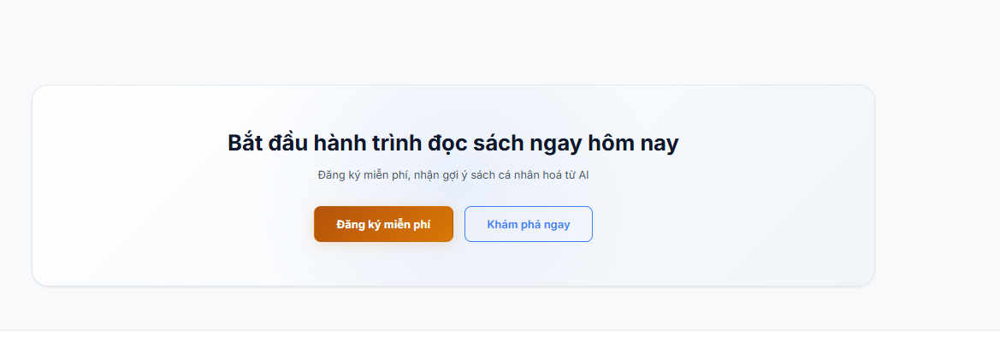 Bắt đầu hành trình đọc sách ngay hôm nay
Đăng ký miễn phí, nhận gợi ý sách cá nhân hoá từ AI
Đăng ký miễn phí
Khám phá ngay